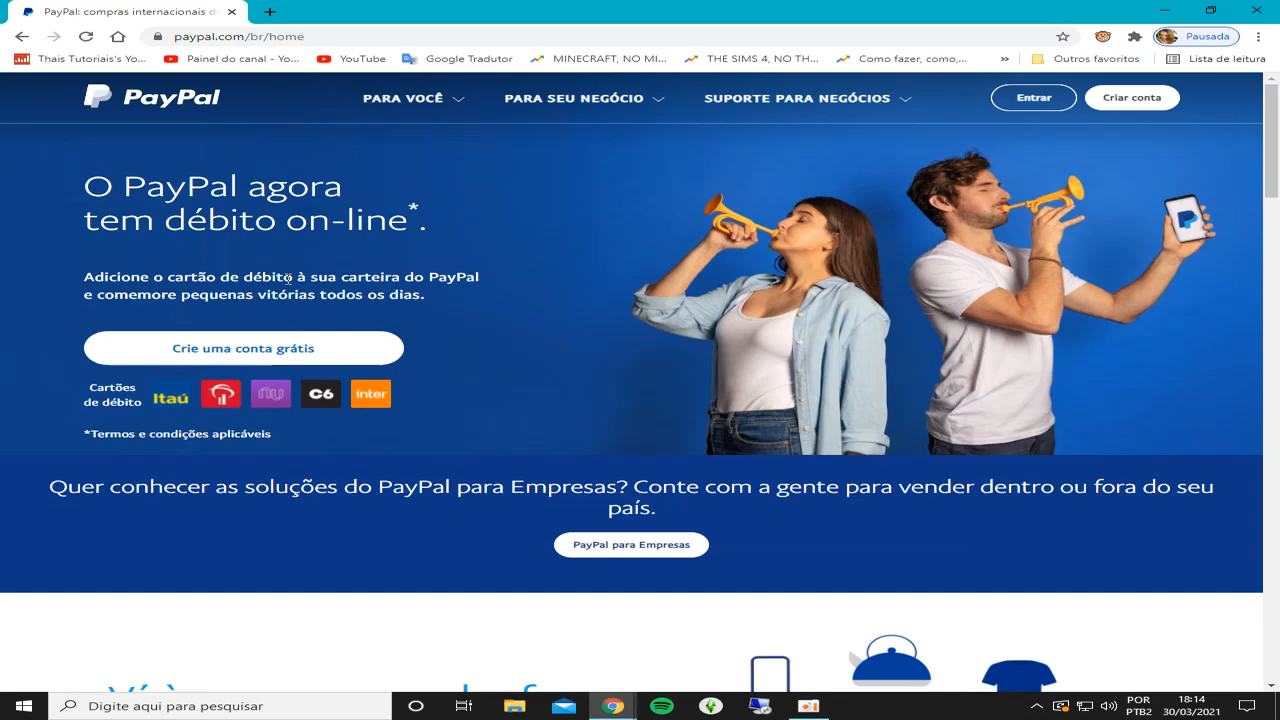 PayPal: compras internacionais d
paypal.com/br/home
Pausada
Thais Tutoriais's Yo...
Painel do canal - Yo...
YouTube
Google Tradutor
MINECRAFT, NO MI...
THE SIMS 4, NO TH...
Como fazer, como,...
»
Outros favoritos
Lista de leitura
PayPal
PARA VOCÊ
PARA SEU NEGÓCIO
SUPORTE PARA NEGÓCIOS
Entrar
Criar conta
O PayPal agora
tem débito on-line*.
Adicione o cartão de débito à sua carteira do PayPal
e comemore pequenas vitórias todos os dias.
Crie uma conta grátis
Cartões
de débito
Itaú
nu
C6
inter
*Termos e condições aplicáveis
Quer conhecer as soluções do PayPal para Empresas? Conte com a gente para vender dentro ou fora do seu
país.
PayPal para Empresas
Digite aqui para pesquisar
POR
PTB2
18:14
30/03/2021